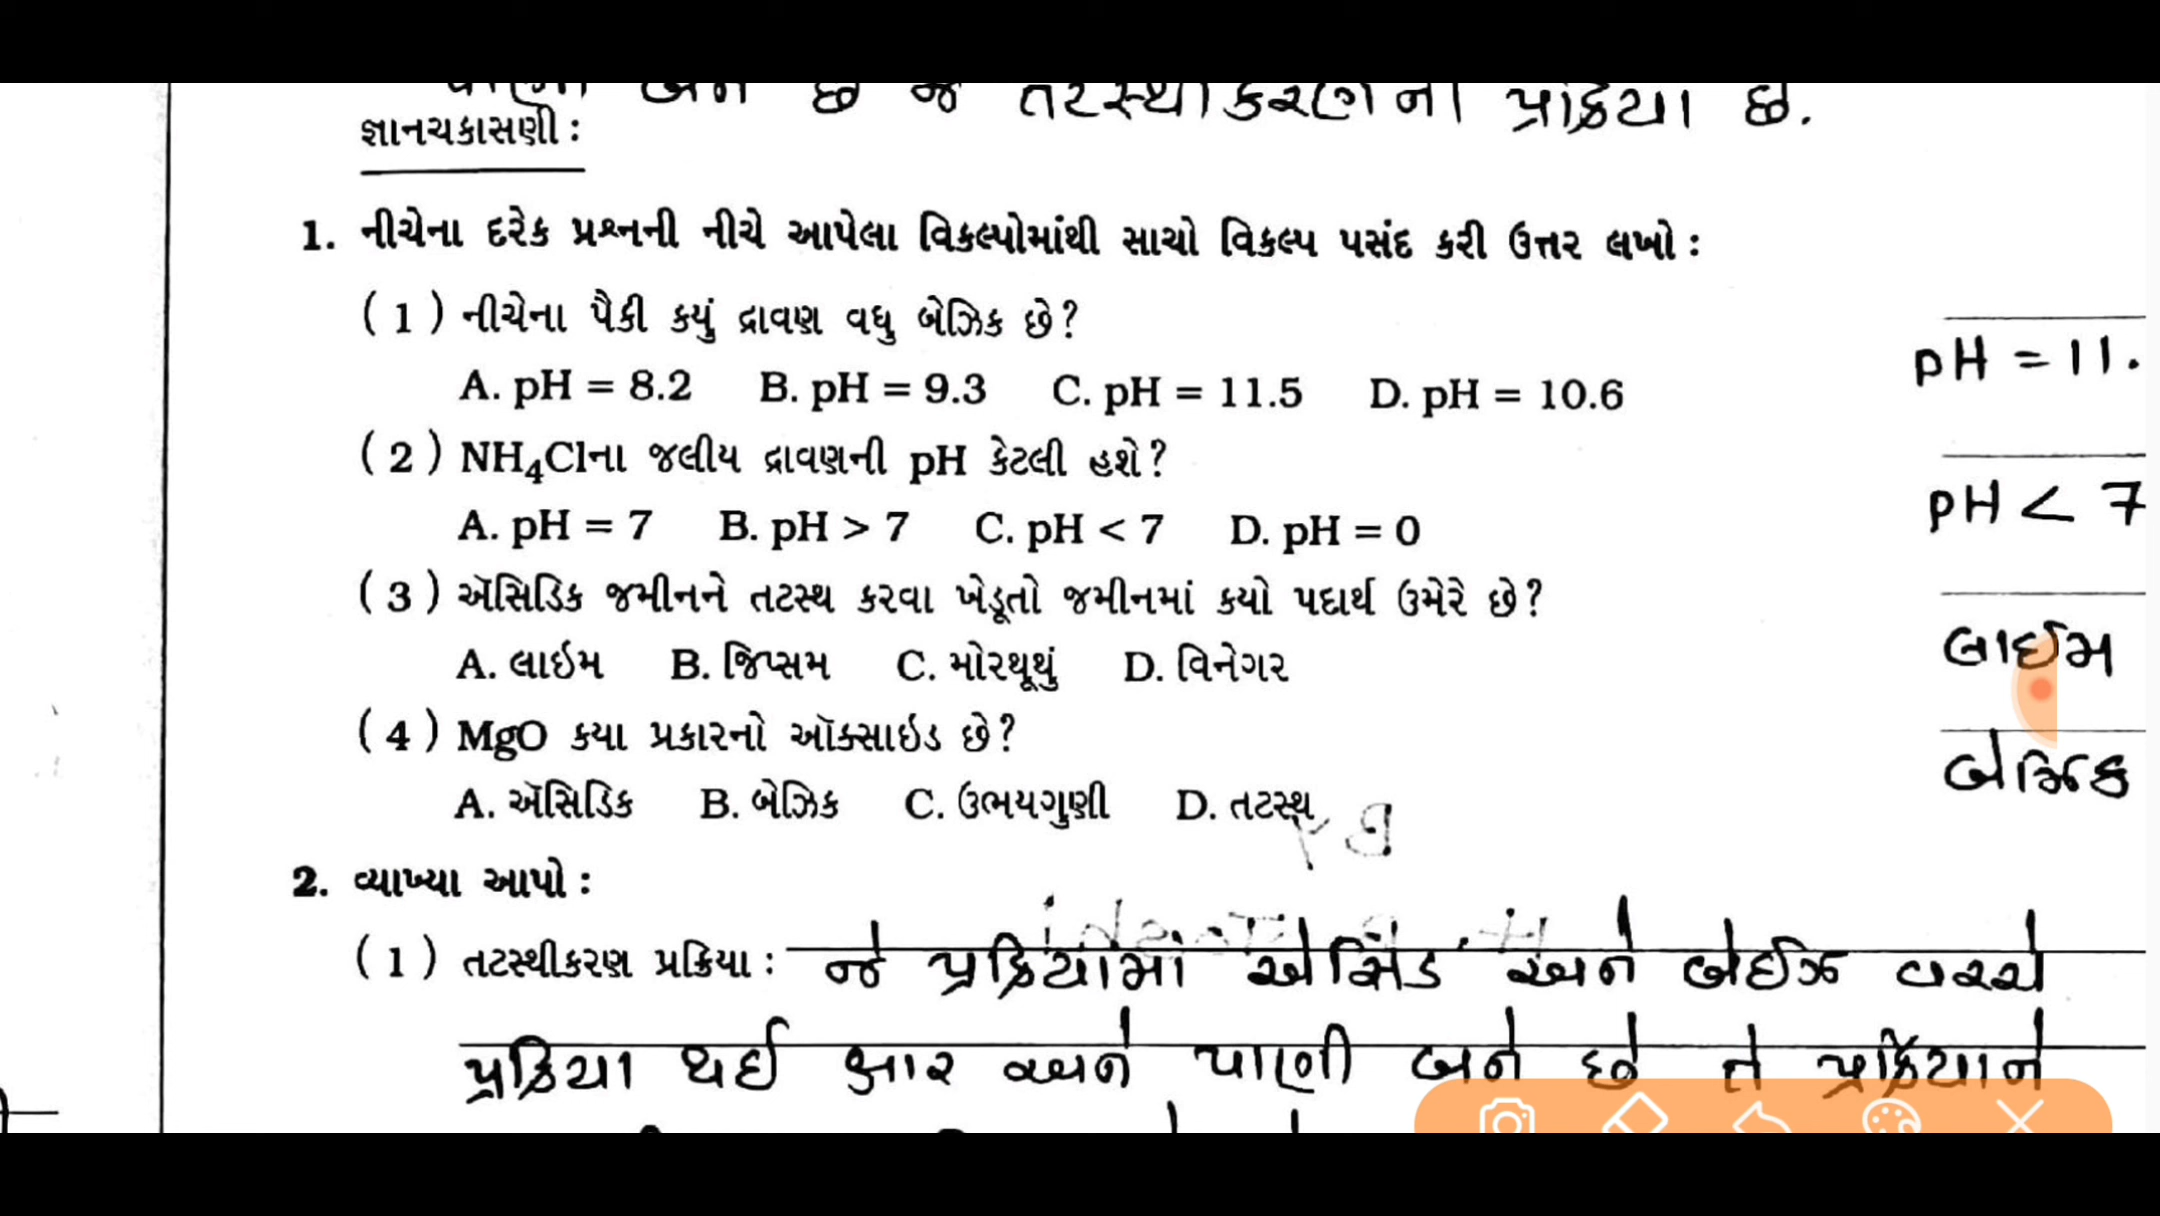 છે જે તટસ્થીકરણની પ્રક્રિયા છે.
જ્ઞાનચકાસણી :
1. નીચેના દરેક પ્રશ્નની નીચે આપેલા વિકલ્પોમાંથી સાચો વિકલ્પ પસંદ કરી ઉત્તર લખો :
( 1 ) નીચેના પૈકી કયું દ્રાવણ વધુ બેઝિક છે?
pH = 11.
A. pH = 8.2 B. pH = 9.3 C. pH = 11.5 D. pH = 10.6
( 2 ) NH₄Clના જલીય દ્રાવણની pH કેટલી હશે?
pH < 7
A. pH = 7 B. pH > 7 C. pH < 7 D. pH = 0
( 3 ) ઍસિડિક જમીનને તટસ્થ કરવા ખેડૂતો જમીનમાં કયો પદાર્થ ઉમેરે છે?
લાઈમ
A. લાઇમ B. જિપ્સમ C. મોરથૂથું D. વિનેગર
( 4 ) MgO કયા પ્રકારનો ઑક્સાઇડ છે?
બેઝિક
A. ઍસિડિક B. બેઝિક C. ઉભયગુણી D. તટસ્થ
2. વ્યાખ્યા આપો :
( 1 ) તટસ્થીકરણ પ્રક્રિયા : જે પ્રક્રિયામાં એસિડ અને બેઈઝ વચ્ચે
પ્રક્રિયા થઈ ક્ષાર અને પાણી બને છે તે પ્રક્રિયાને